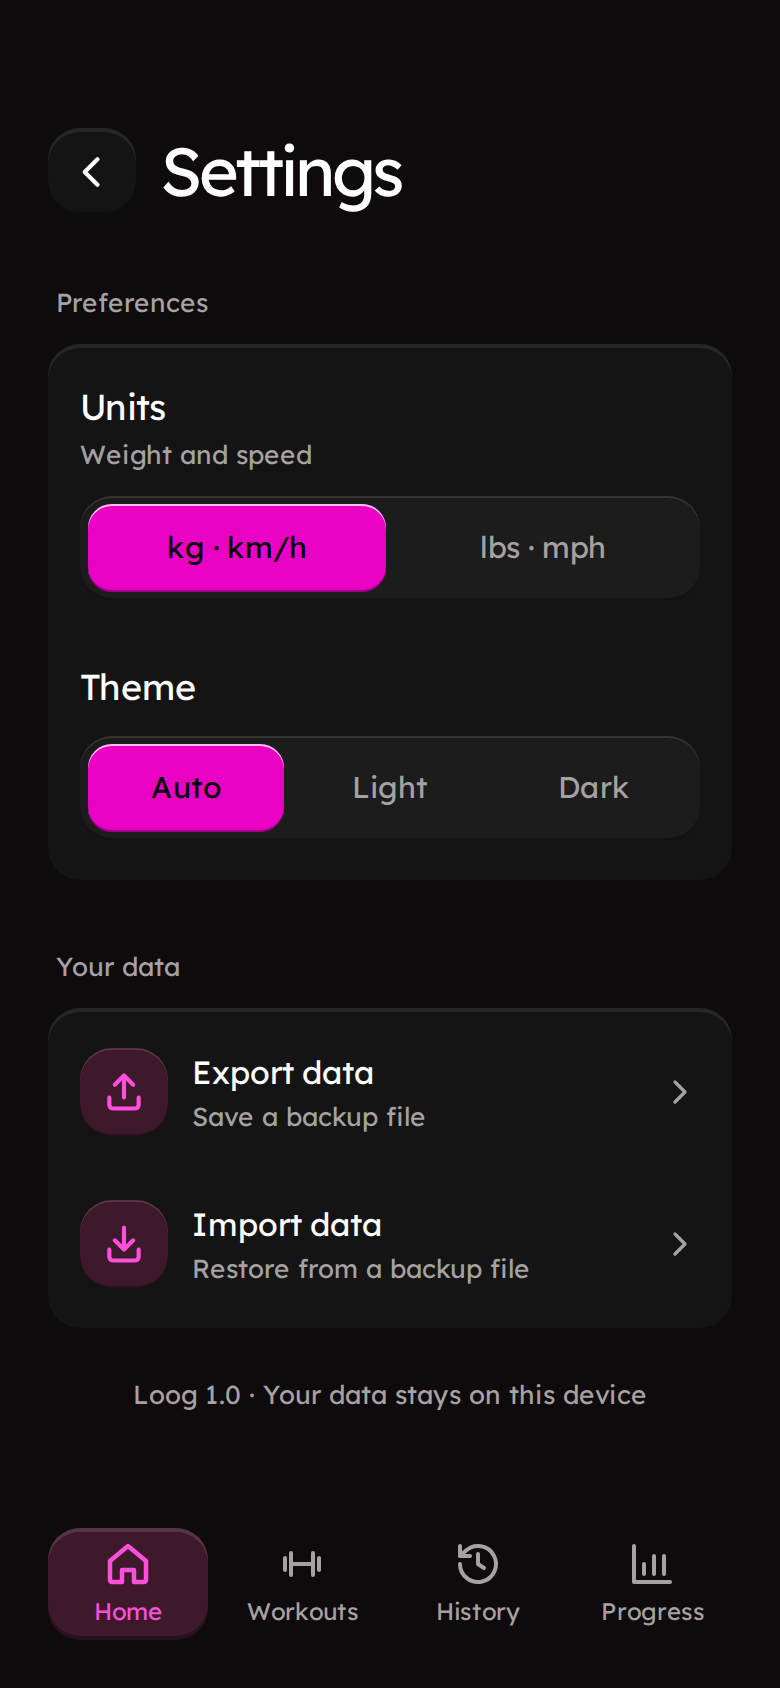 Settings
Preferences
Units
Weight and speed
kg · km/h
lbs · mph
Theme
Auto
Light
Dark
Your data
Export data
Save a backup file
Import data
Restore from a backup file
Loog 1.0 · Your data stays on this device
Home
Workouts
History
Progress